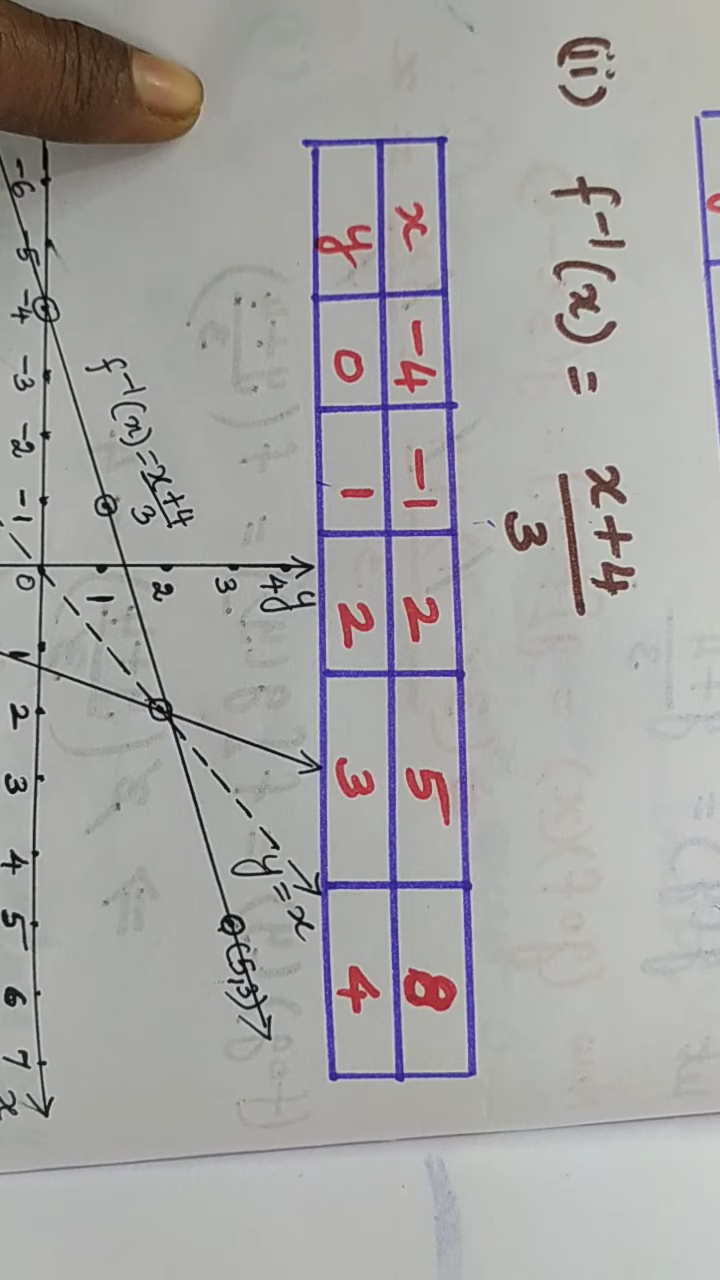 (ii) f⁻¹(x) = x+4/3
x -4 -1 2 5 8
y 0 1 2 3 4
y
4
3
y=x
(5,3)
2
f⁻¹(x)=x+4/3
1
-6 -5 -4 -3 -2 -1 0 1 2 3 4 5 6 7 x